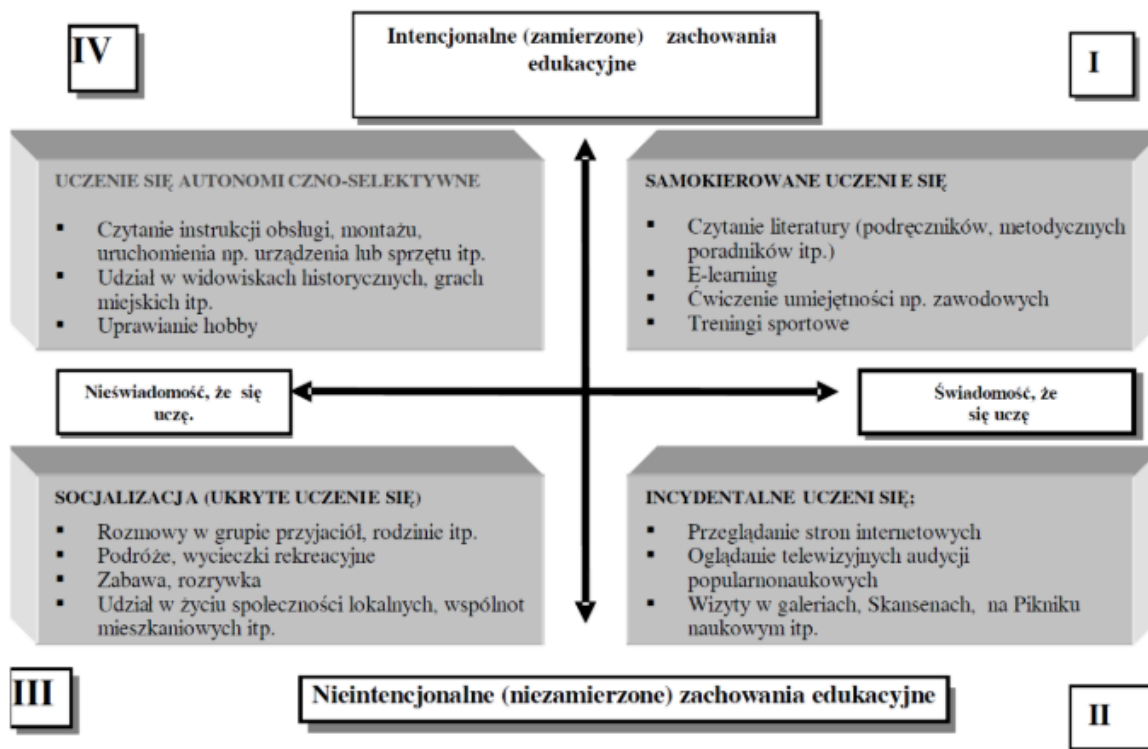 IV
Intencjonalne (zamierzone) zachowania
edukacyjne
I
UCZENIE SIĘ AUTONOMICZNO-SELEKTYWNE
▪ Czytanie instrukcji obsługi, montażu,
uruchomienia np. urządzenia lub sprzętu itp.
▪ Udział w widowiskach historycznych, grach
miejskich itp.
▪ Uprawianie hobby
SAMOKIEROWANE UCZENIE SIĘ
▪ Czytanie literatury (podręczników, metodycznych
poradników itp.)
▪ E-learning
▪ Ćwiczenie umiejętności np. zawodowych
▪ Treningi sportowe
Nieświadomość, że się
uczę.
Świadomość, że
się uczę
SOCJALIZACJA (UKRYTE UCZENIE SIĘ)
▪ Rozmowy w grupie przyjaciół, rodzinie itp.
▪ Podróże, wycieczki rekreacyjne
▪ Zabawa, rozrywka
▪ Udział w życiu społeczności lokalnych, wspólnot
mieszkaniowych itp.
INCYDENTALNE UCZENI SIĘ;
▪ Przeglądanie stron internetowych
▪ Oglądanie telewizyjnych audycji
popularnonaukowych
▪ Wizyty w galeriach, Skansenach, na Pikniku
naukowym itp.
III
Nieintencjonalne (niezamierzone) zachowania edukacyjne
II